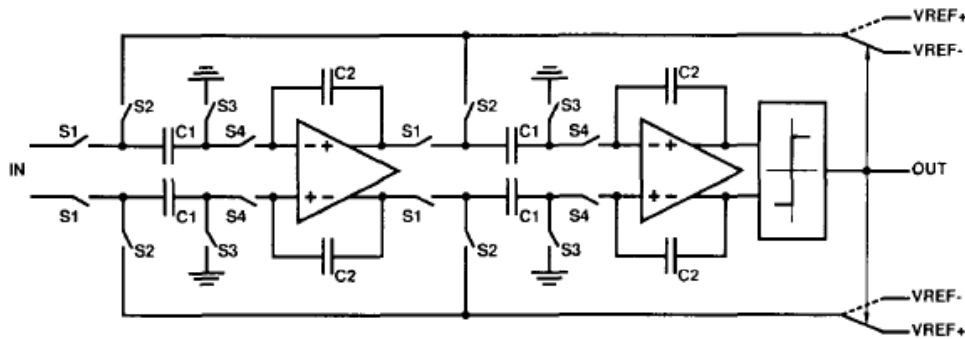 VREF+
VREF-
C2
C2
S2
S3
S2
S3
S1
C1
S4
- +
S1
C1
S4
- +
IN
OUT
+ -
+ -
S1
C1
S4
S1
C1
S4
S2
S3
C2
S2
S3
C2
VREF-
VREF+